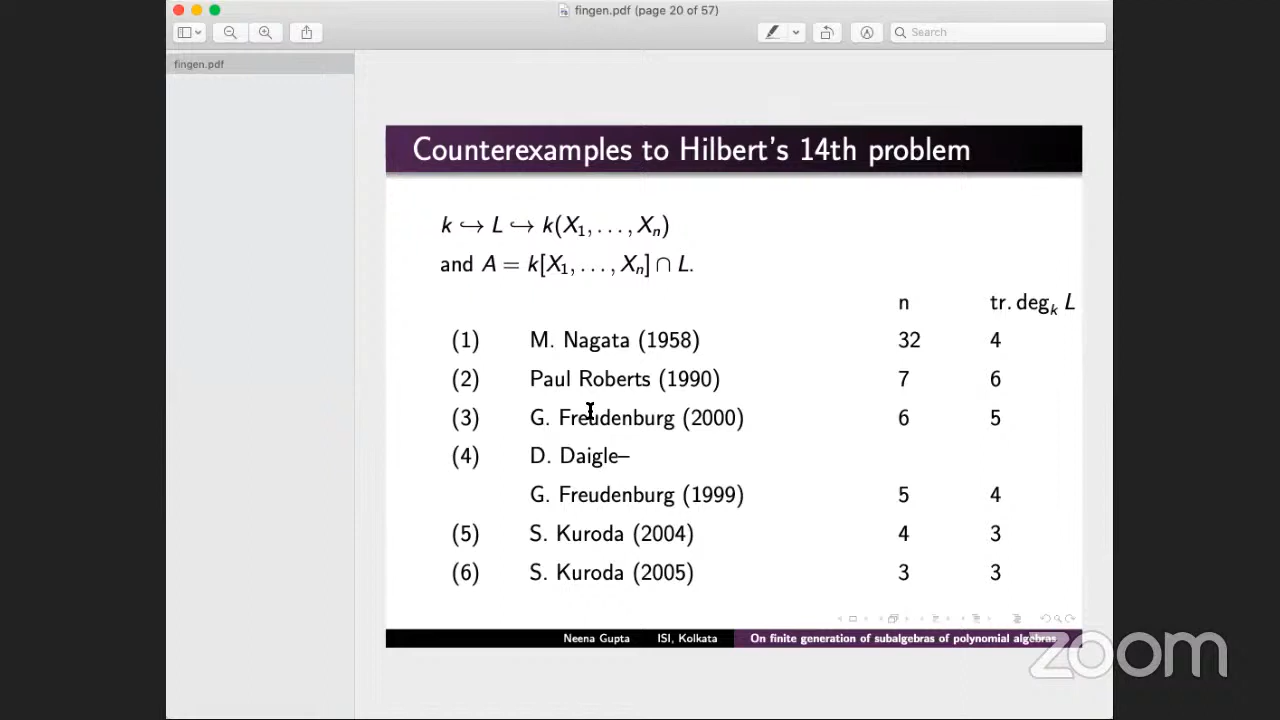 fingen.pdf (page 20 of 57)
Search
fingen.pdf
Counterexamples to Hilbert's 14th problem
k ↪ L ↪ k(X₁, . . . , Xₙ)
and A = k[X₁, . . . , Xₙ] ∩ L.
n tr. degₖ L
(1) M. Nagata (1958) 32 4
(2) Paul Roberts (1990) 7 6
(3) G. Freudenburg (2000) 6 5
(4) D. Daigle–
G. Freudenburg (1999) 5 4
(5) S. Kuroda (2004) 4 3
(6) S. Kuroda (2005) 3 3
Neena Gupta ISI, Kolkata On finite generation of subalgebras of polynomial algebras
zoom